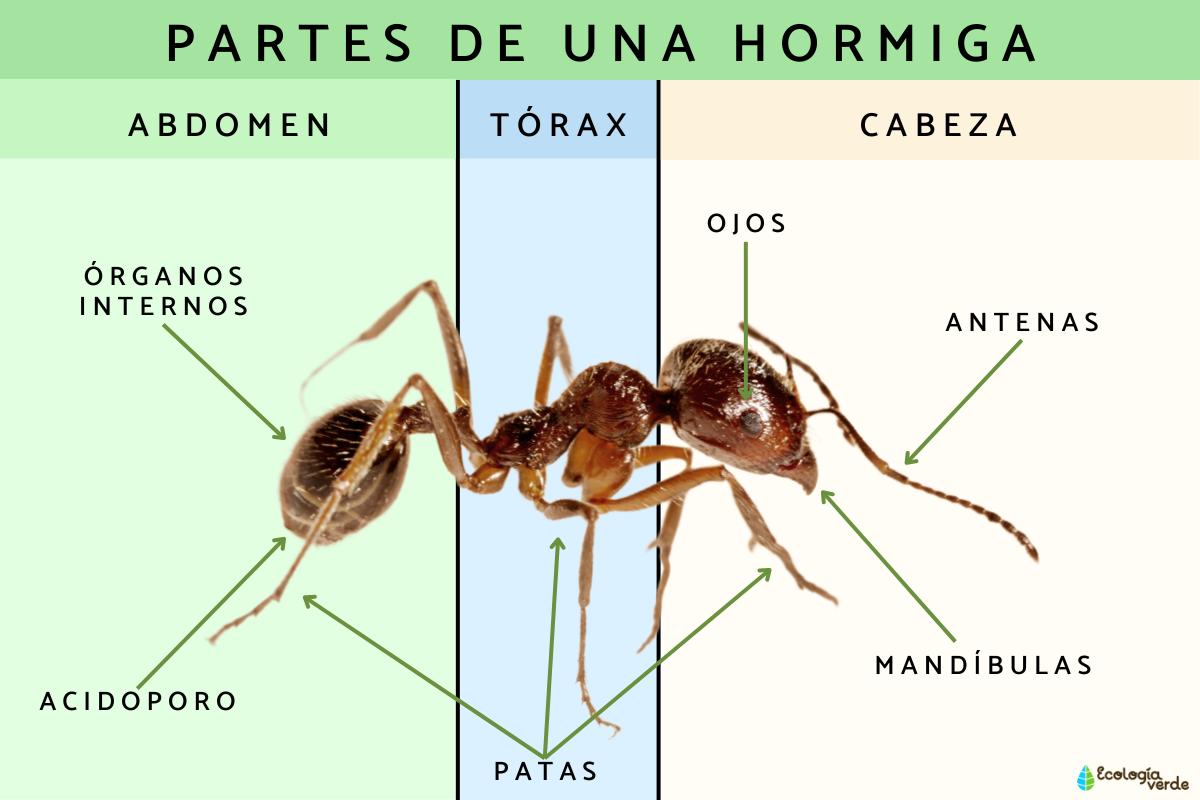 PARTES DE UNA HORMIGA
ABDOMEN
TÓRAX
CABEZA
OJOS
ÓRGANOS
INTERNOS
ANTENAS
MANDÍBULAS
ACIDOPORO
PATAS
Ecología
verde